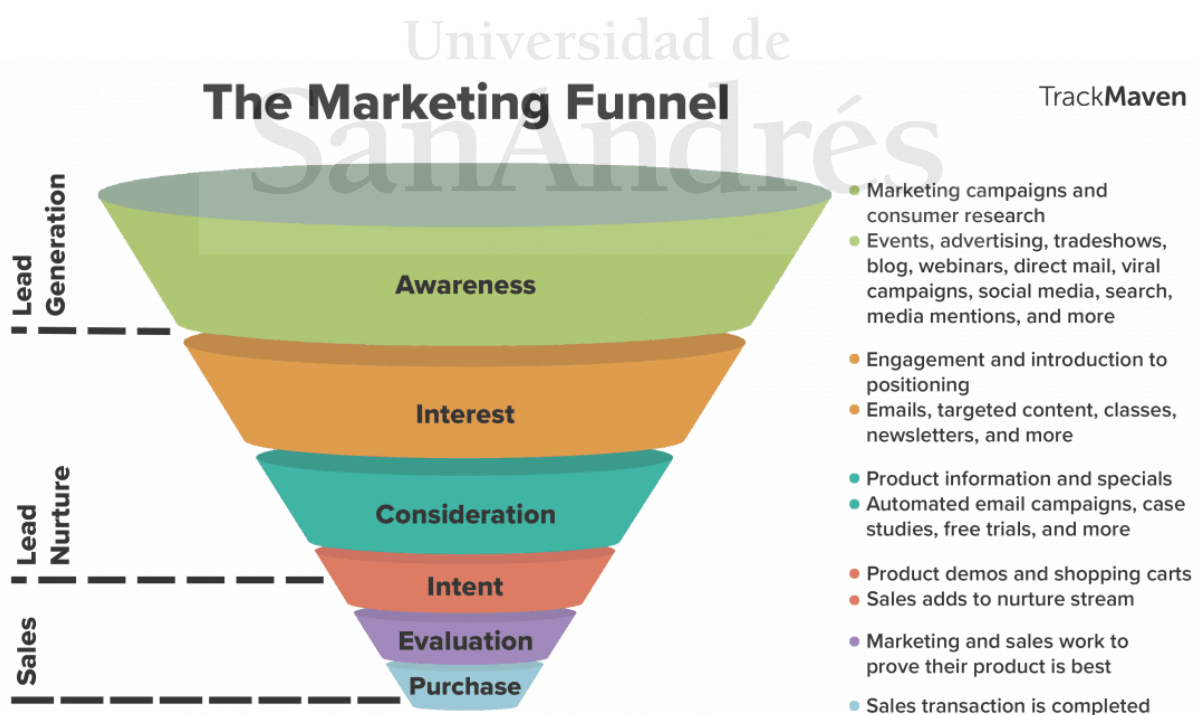 Universidad de
SanAndrés
The Marketing Funnel
TrackMaven
Lead
Generation
Awareness
Marketing campaigns and
consumer research
Events, advertising, tradeshows,
blog, webinars, direct mail, viral
campaigns, social media, search,
media mentions, and more
Interest
Engagement and introduction to
positioning
Emails, targeted content, classes,
newsletters, and more
Lead
Nurture
Consideration
Product information and specials
Automated email campaigns, case
studies, free trials, and more
Intent
Product demos and shopping carts
Sales adds to nurture stream
Sales
Evaluation
Marketing and sales work to
prove their product is best
Purchase
Sales transaction is completed